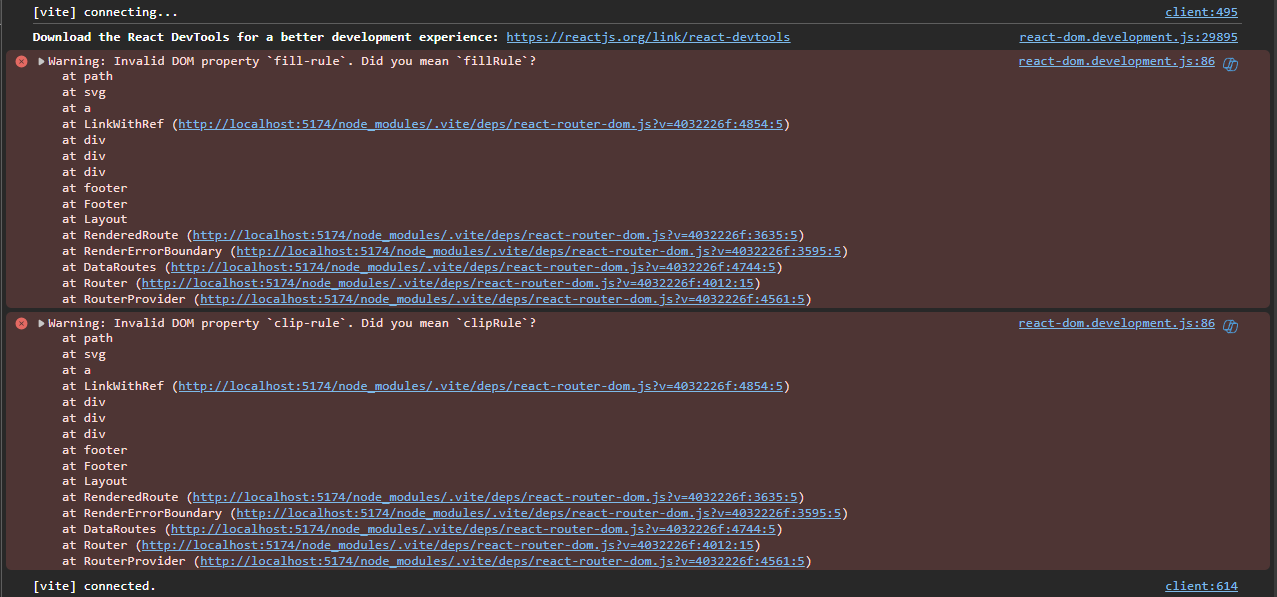 [vite] connecting... client:495
Download the React DevTools for a better development experience: https://reactjs.org/link/react-devtools react-dom.development.js:29895
Warning: Invalid DOM property `fill-rule`. Did you mean `fillRule`? react-dom.development.js:86
at path
at svg
at a
at LinkWithRef (http://localhost:5174/node_modules/.vite/deps/react-router-dom.js?v=4032226f:4854:5)
at div
at div
at div
at footer
at Footer
at Layout
at RenderedRoute (http://localhost:5174/node_modules/.vite/deps/react-router-dom.js?v=4032226f:3635:5)
at RenderErrorBoundary (http://localhost:5174/node_modules/.vite/deps/react-router-dom.js?v=4032226f:3595:5)
at DataRoutes (http://localhost:5174/node_modules/.vite/deps/react-router-dom.js?v=4032226f:4744:5)
at Router (http://localhost:5174/node_modules/.vite/deps/react-router-dom.js?v=4032226f:4012:15)
at RouterProvider (http://localhost:5174/node_modules/.vite/deps/react-router-dom.js?v=4032226f:4561:5)
Warning: Invalid DOM property `clip-rule`. Did you mean `clipRule`? react-dom.development.js:86
at path
at svg
at a
at LinkWithRef (http://localhost:5174/node_modules/.vite/deps/react-router-dom.js?v=4032226f:4854:5)
at div
at div
at div
at footer
at Footer
at Layout
at RenderedRoute (http://localhost:5174/node_modules/.vite/deps/react-router-dom.js?v=4032226f:3635:5)
at RenderErrorBoundary (http://localhost:5174/node_modules/.vite/deps/react-router-dom.js?v=4032226f:3595:5)
at DataRoutes (http://localhost:5174/node_modules/.vite/deps/react-router-dom.js?v=4032226f:4744:5)
at Router (http://localhost:5174/node_modules/.vite/deps/react-router-dom.js?v=4032226f:4012:15)
at RouterProvider (http://localhost:5174/node_modules/.vite/deps/react-router-dom.js?v=4032226f:4561:5)
[vite] connected. client:614